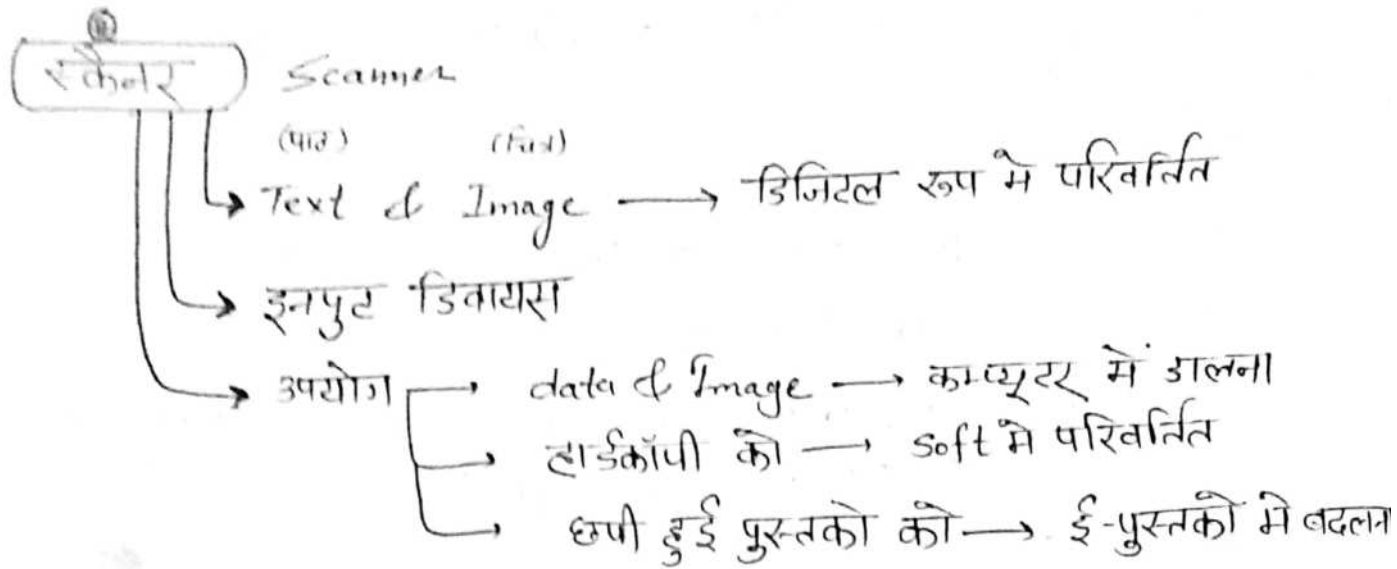 स्कैनर Scanner
(पाठ) (चित्र)
Text & Image → डिजिटल रूप मे परिवर्तित
इनपुट डिवायस
उपयोग → data & Image → कम्प्यूटर में डालना
→ हार्डकॉपी को → Soft मे परिवर्तित
→ छपी हुई पुस्तको को → ई-पुस्तको मे बदलन